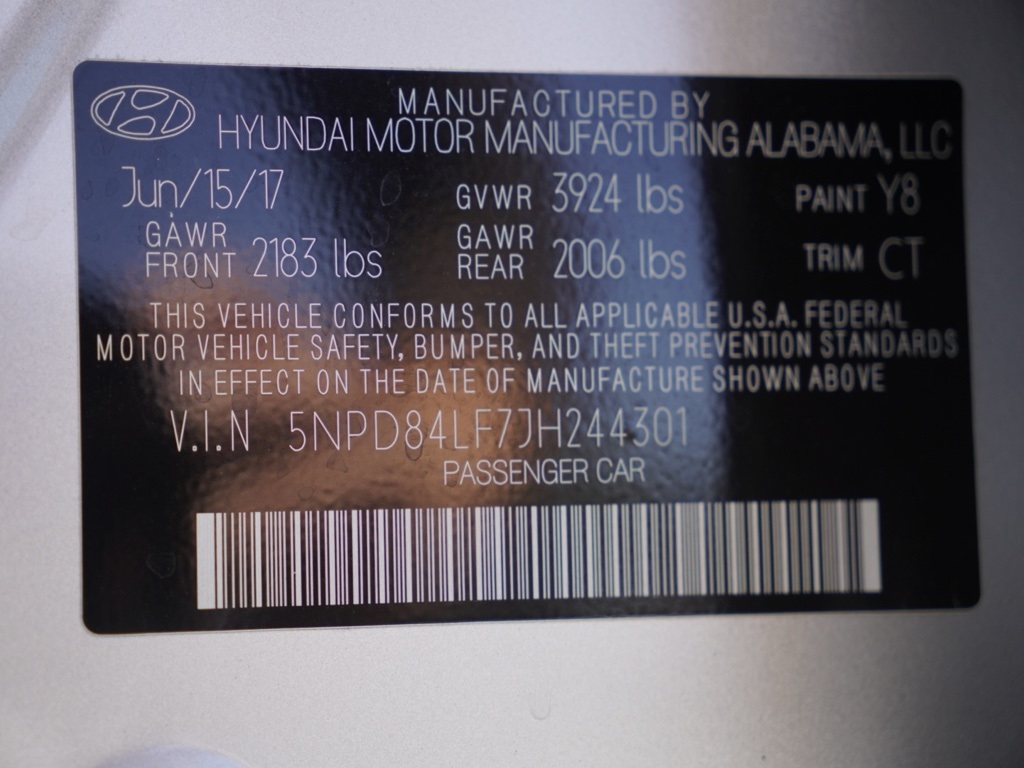 MANUFACTURED BY
HYUNDAI MOTOR MANUFACTURING ALABAMA, LLC
Jun/15/17 GVWR 3924 lbs PAINT Y8
GAWR FRONT 2183 lbs GAWR REAR 2006 lbs TRIM CT
THIS VEHICLE CONFORMS TO ALL APPLICABLE U.S.A. FEDERAL
MOTOR VEHICLE SAFETY, BUMPER, AND THEFT PREVENTION STANDARDS
IN EFFECT ON THE DATE OF MANUFACTURE SHOWN ABOVE
V.I.N 5NPD84LF7JH244301
PASSENGER CAR